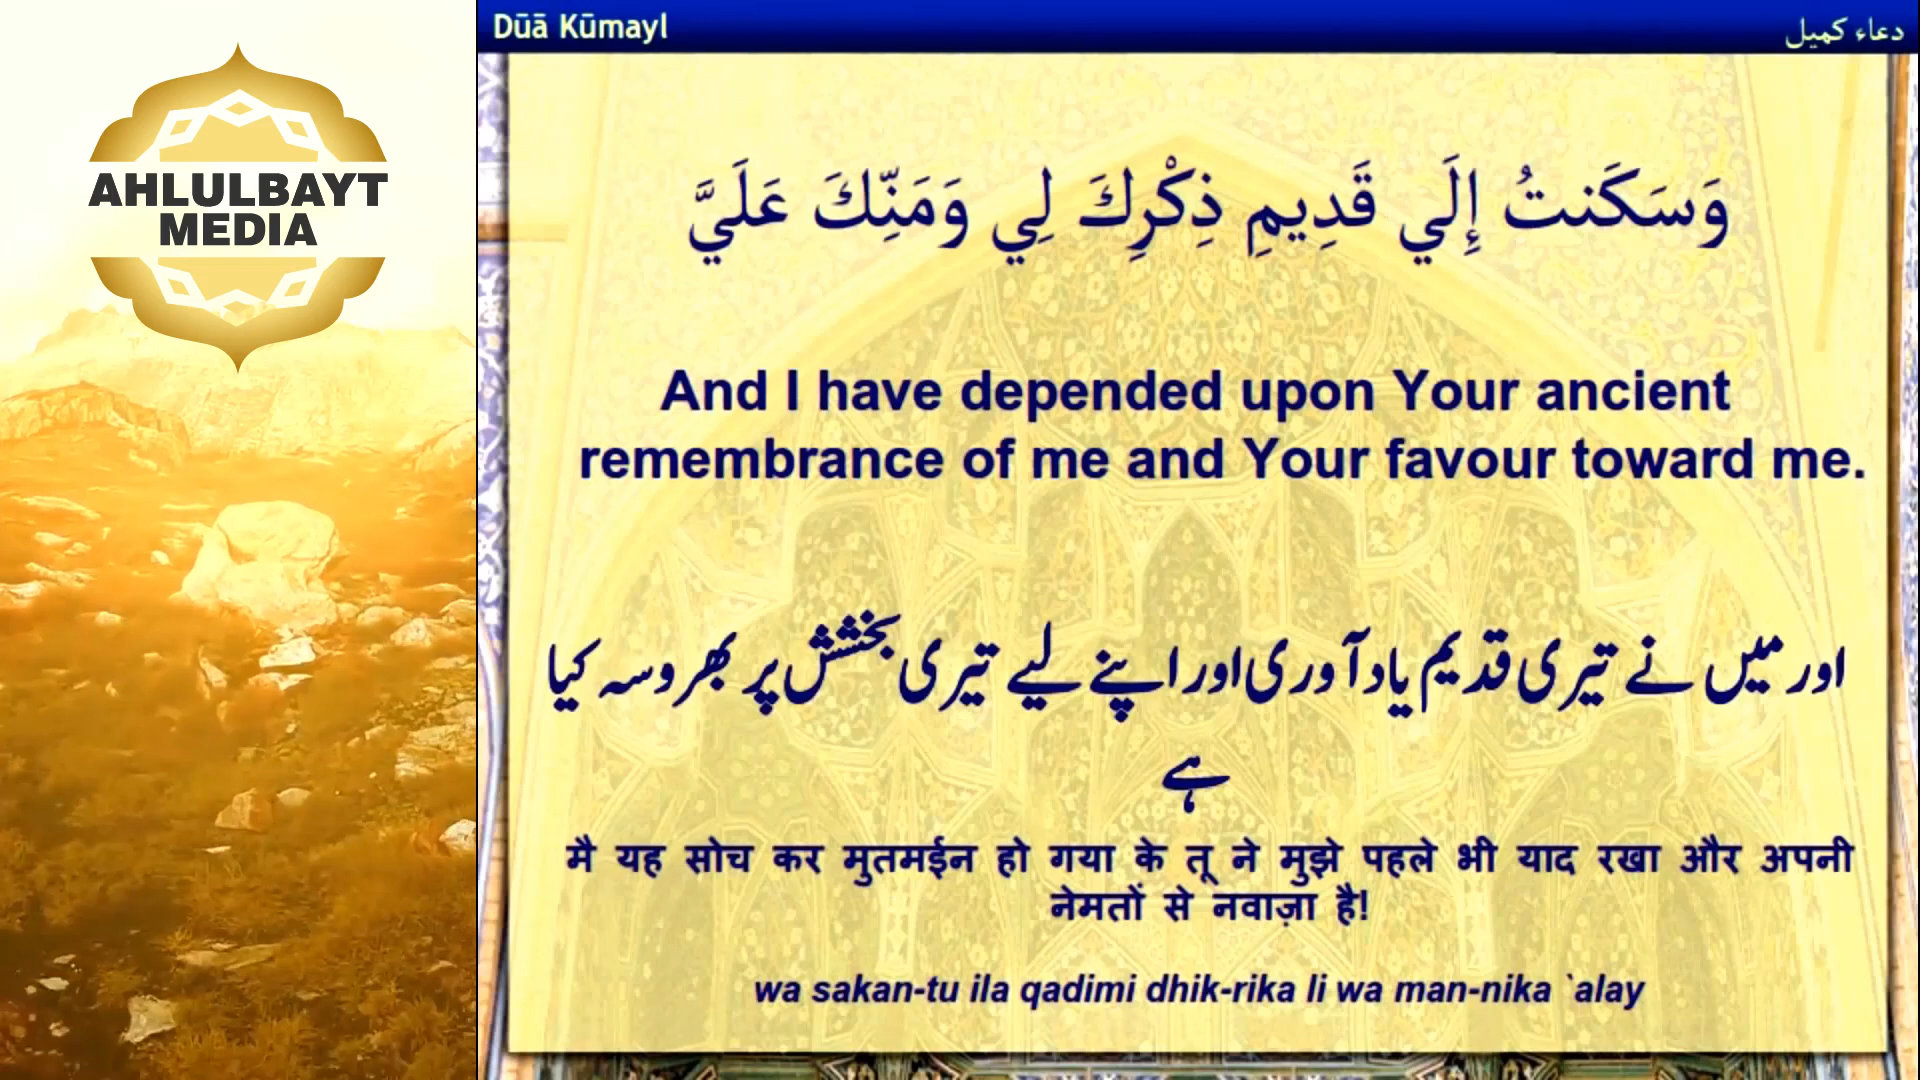 AHLULBAYT
MEDIA
Dūā Kūmayl
دعاء كميل
وَسَكَنتُ إِلَي قَدِيمِ ذِكْرِكَ لِي وَمَنِّكَ عَلَيَّ
And I have depended upon Your ancient
remembrance of me and Your favour toward me.
اور میں نے تیری قدیم یاد آوری اور اپنے لیے تیری بخشش پر بھروسہ کیا
ہے
मै यह सोच कर मुतमईन हो गया के तू ने मुझे पहले भी याद रखा और अपनी
नेमतों से नवाज़ा है!
wa sakan-tu ila qadimi dhik-rika li wa man-nika `alay